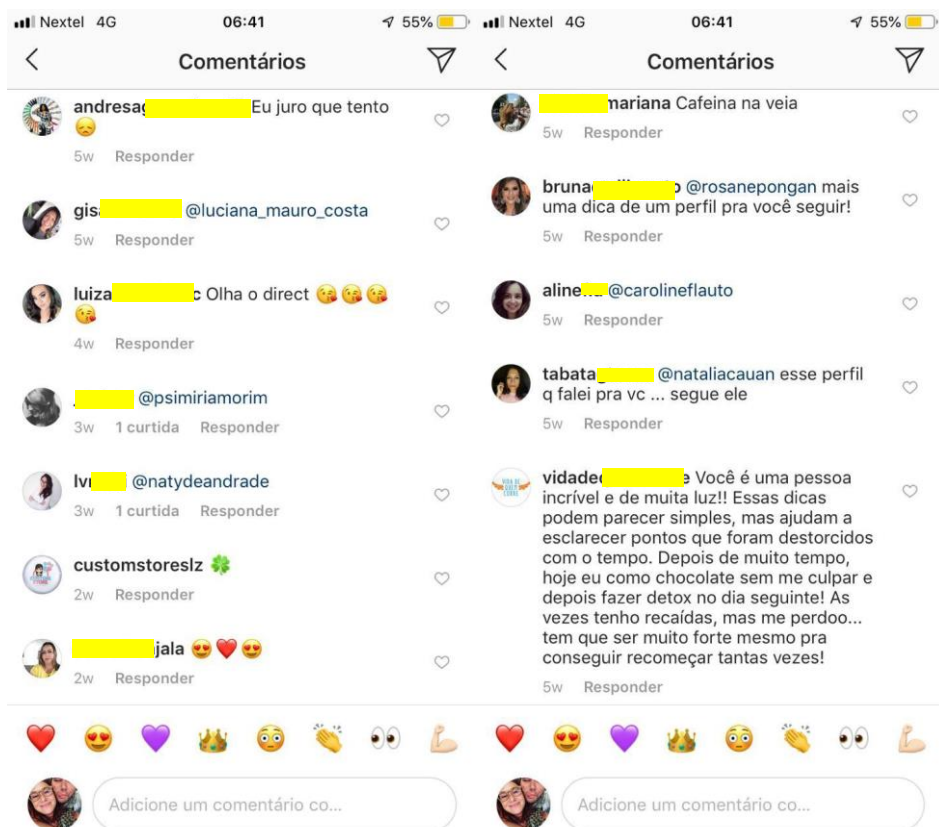 Nextel 4G 06:41 55%
Comentários
andresag Eu juro que tento
😞
5w Responder
gisa @luciana_mauro_costa
5w Responder
luiza c Olha o direct 😘😘😘
😘
4w Responder
@psimiriamorim
3w 1 curtida Responder
lvr @natydeandrade
3w 1 curtida Responder
customstoreslz 🍀
2w Responder
jala 😍❤️😍
2w Responder
❤️😍💜👑😳👏👀💪🏻
Adicione um comentário co...
Nextel 4G 06:41 55%
Comentários
mariana Cafeina na veia
5w Responder
bruna o @rosanepongan mais
uma dica de um perfil pra você seguir!
5w Responder
aline @carolineflauto
5w Responder
tabata @nataliacauan esse perfil
q falei pra vc ... segue ele
5w Responder
vidade e Você é uma pessoa
incrível e de muita luz!! Essas dicas
podem parecer simples, mas ajudam a
esclarecer pontos que foram destorcidos
com o tempo. Depois de muito tempo,
hoje eu como chocolate sem me culpar e
depois fazer detox no dia seguinte! As
vezes tenho recaídas, mas me perdoo...
tem que ser muito forte mesmo pra
conseguir recomeçar tantas vezes!
5w Responder
❤️😍💜👑😳👏👀💪🏻
Adicione um comentário co...